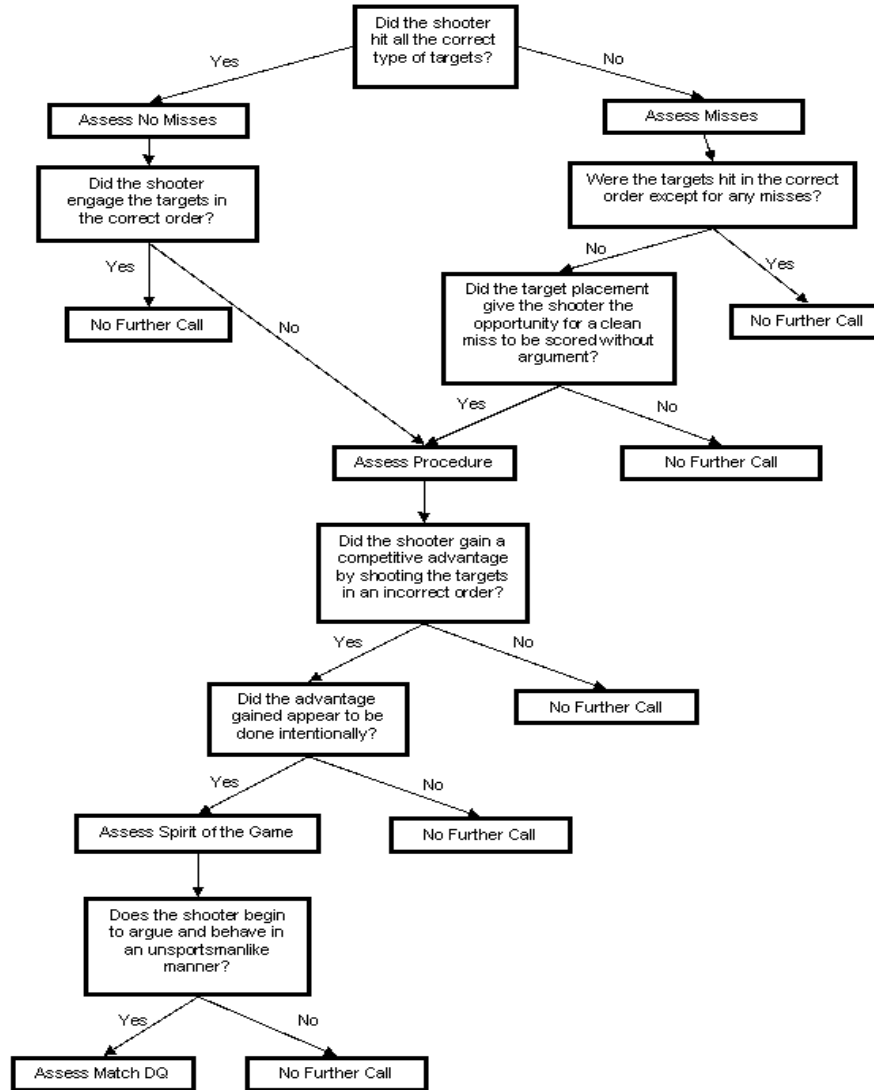 Did the shooter
hit all the correct
type of targets?
Yes
No
Assess No Misses
Assess Misses
Did the shooter
engage the targets in
the correct order?
Were the targets hit in the correct
order except for any misses?
Yes
No
No
Yes
No Further Call
Did the target placement
give the shooter the
opportunity for a clean
miss to be scored without
argument?
No Further Call
Yes
No
Assess Procedure
No Further Call
Did the shooter gain a
competitive advantage
by shooting the targets
in an incorrect order?
Yes
No
Did the advantage
gained appear to be
done intentionally?
No Further Call
Yes
No
Assess Spirit of the Game
No Further Call
Does the shooter begin
to argue and behave in
an unsportsmanlike
manner?
Yes
No
Assess Match DQ
No Further Call